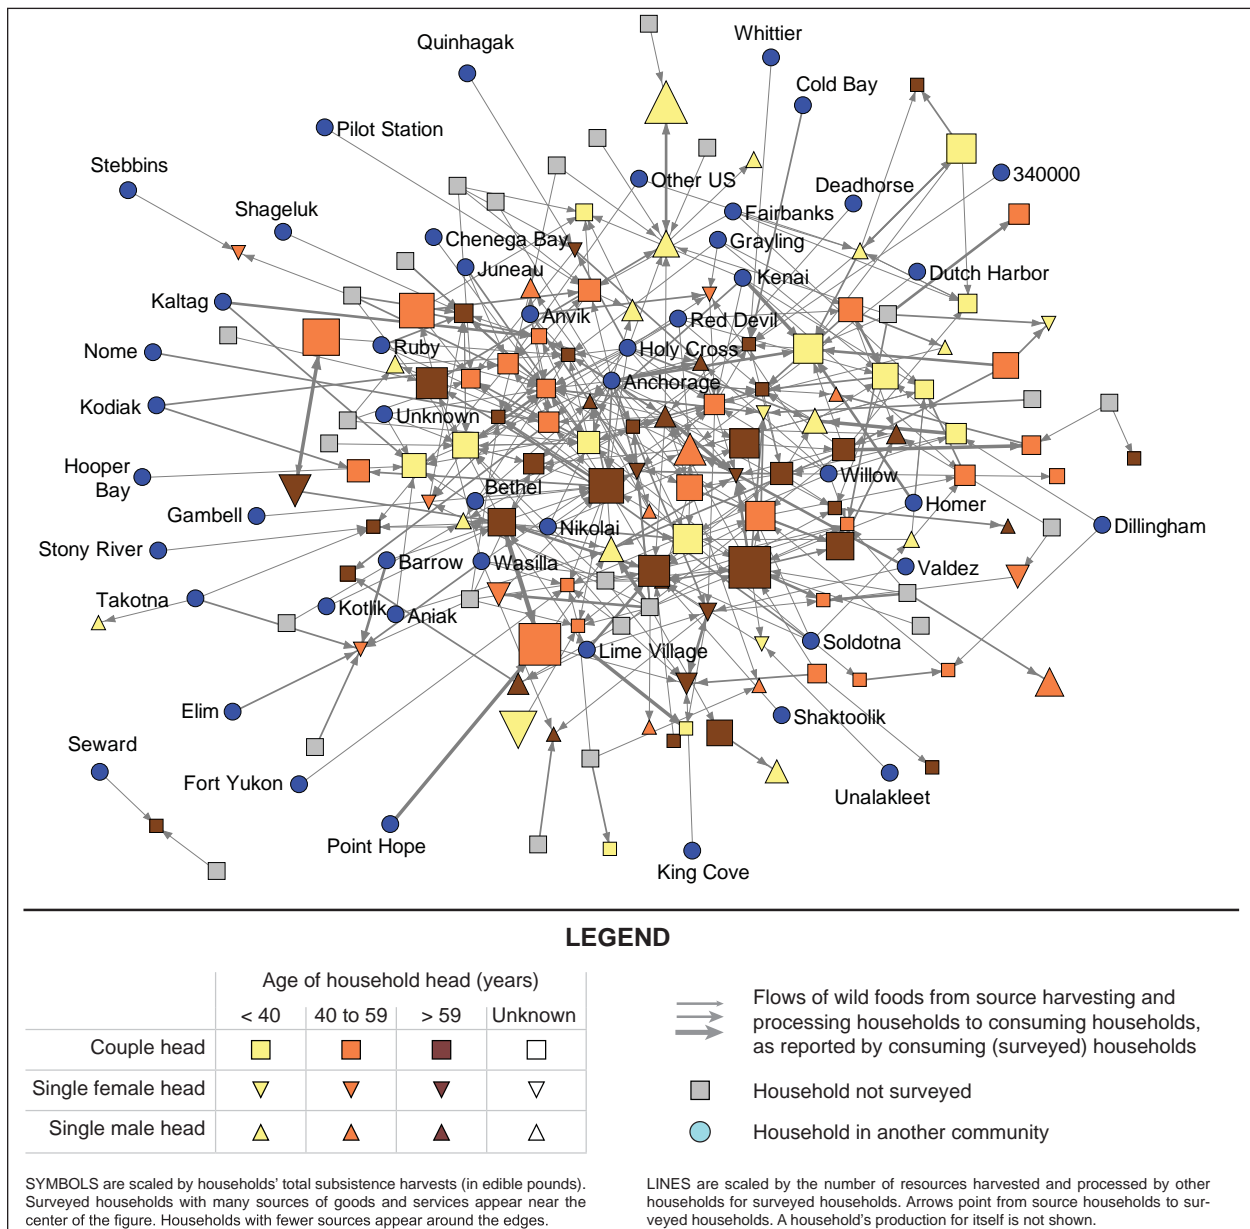 Quinhagak
Whittier
Cold Bay
Pilot Station
Stebbins
Other US
340000
Deadhorse
Shageluk
Fairbanks
Chenega Bay
Grayling
Juneau
Kenai
Dutch Harbor
Kaltag
Anvik
Red Devil
Nome
Ruby
Holy Cross
Anchorage
Kodiak
Unknown
Hooper
Bay
Willow
Bethel
Gambell
Homer
Nikolai
Dillingham
Stony River
Barrow
Wasilla
Valdez
Takotna
Kotlik
Aniak
Soldotna
Lime Village
Elim
Shaktoolik
Seward
Fort Yukon
Unalakleet
Point Hope
King Cove
LEGEND
Age of household head (years)
< 40 40 to 59 > 59 Unknown
Couple head
Single female head
Single male head
Flows of wild foods from source harvesting and
processing households to consuming households,
as reported by consuming (surveyed) households
Household not surveyed
Household in another community
SYMBOLS are scaled by households' total subsistence harvests (in edible pounds).
Surveyed households with many sources of goods and services appear near the
center of the figure. Households with fewer sources appear around the edges.
LINES are scaled by the number of resources harvested and processed by other
households for surveyed households. Arrows point from source households to sur-
veyed households. A household's production for itself is not shown.